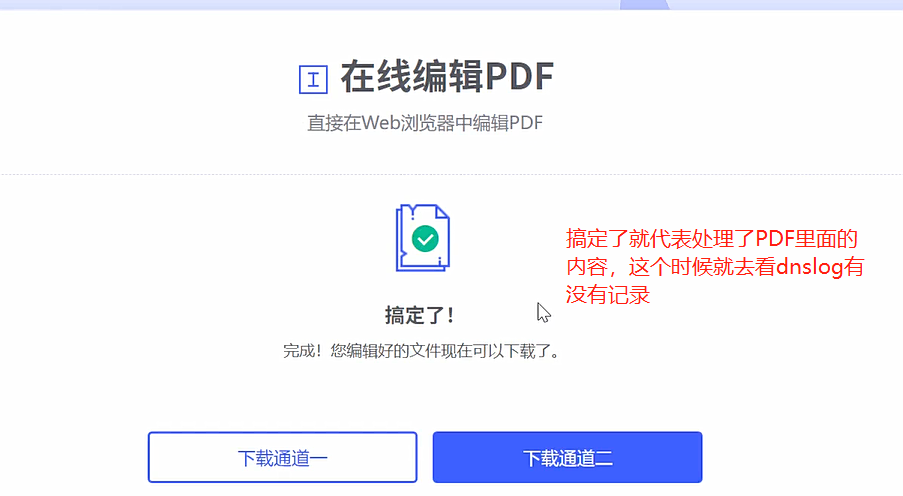 在线编辑PDF
直接在Web浏览器中编辑PDF
搞定了就代表处理了PDF里面的
内容，这个时候就去看dnslog有
没有记录
搞定了！
完成！您编辑好的文件现在可以下载了。
下载通道一
下载通道二